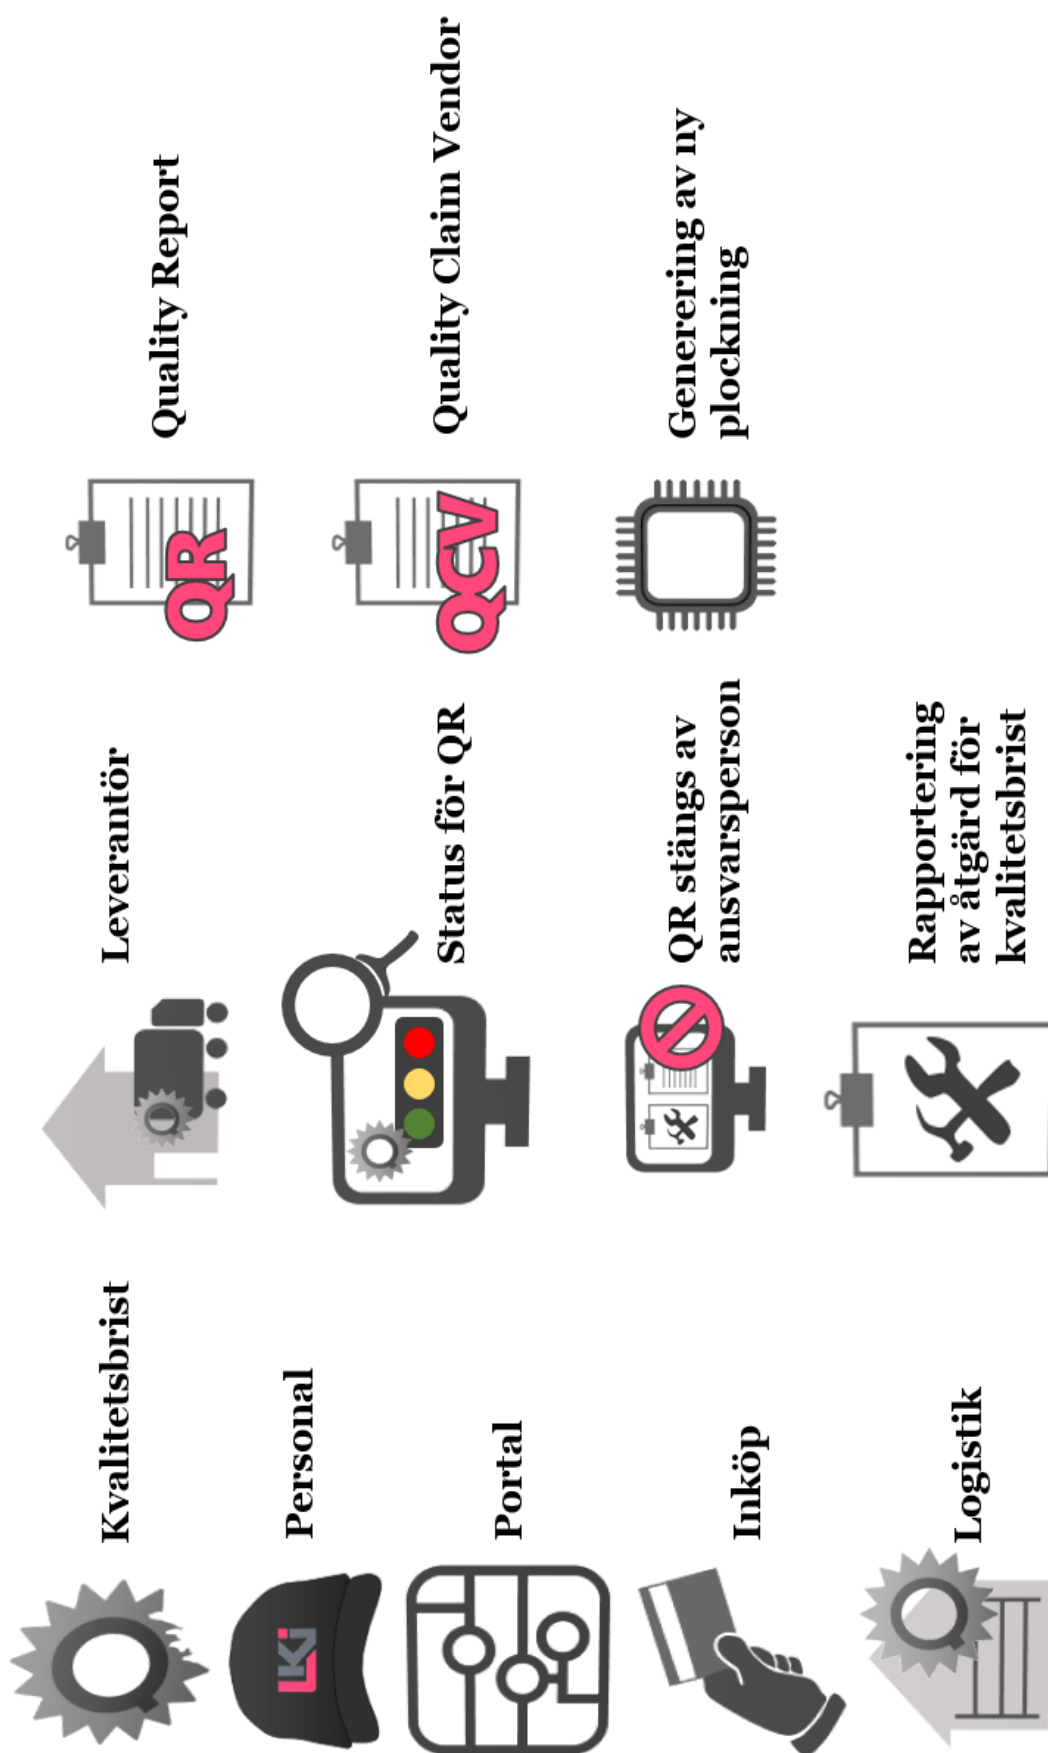 Kvalitetsbrist
Personal
LKJ
Portal
Inköp
Logistik
Leverantör
Status för QR
QR stängs av
ansvarsperson
Rapportering
av åtgärd för
kvalitetsbrist
QR
Quality Report
QCV
Quality Claim Vendor
Generering av ny
plockning